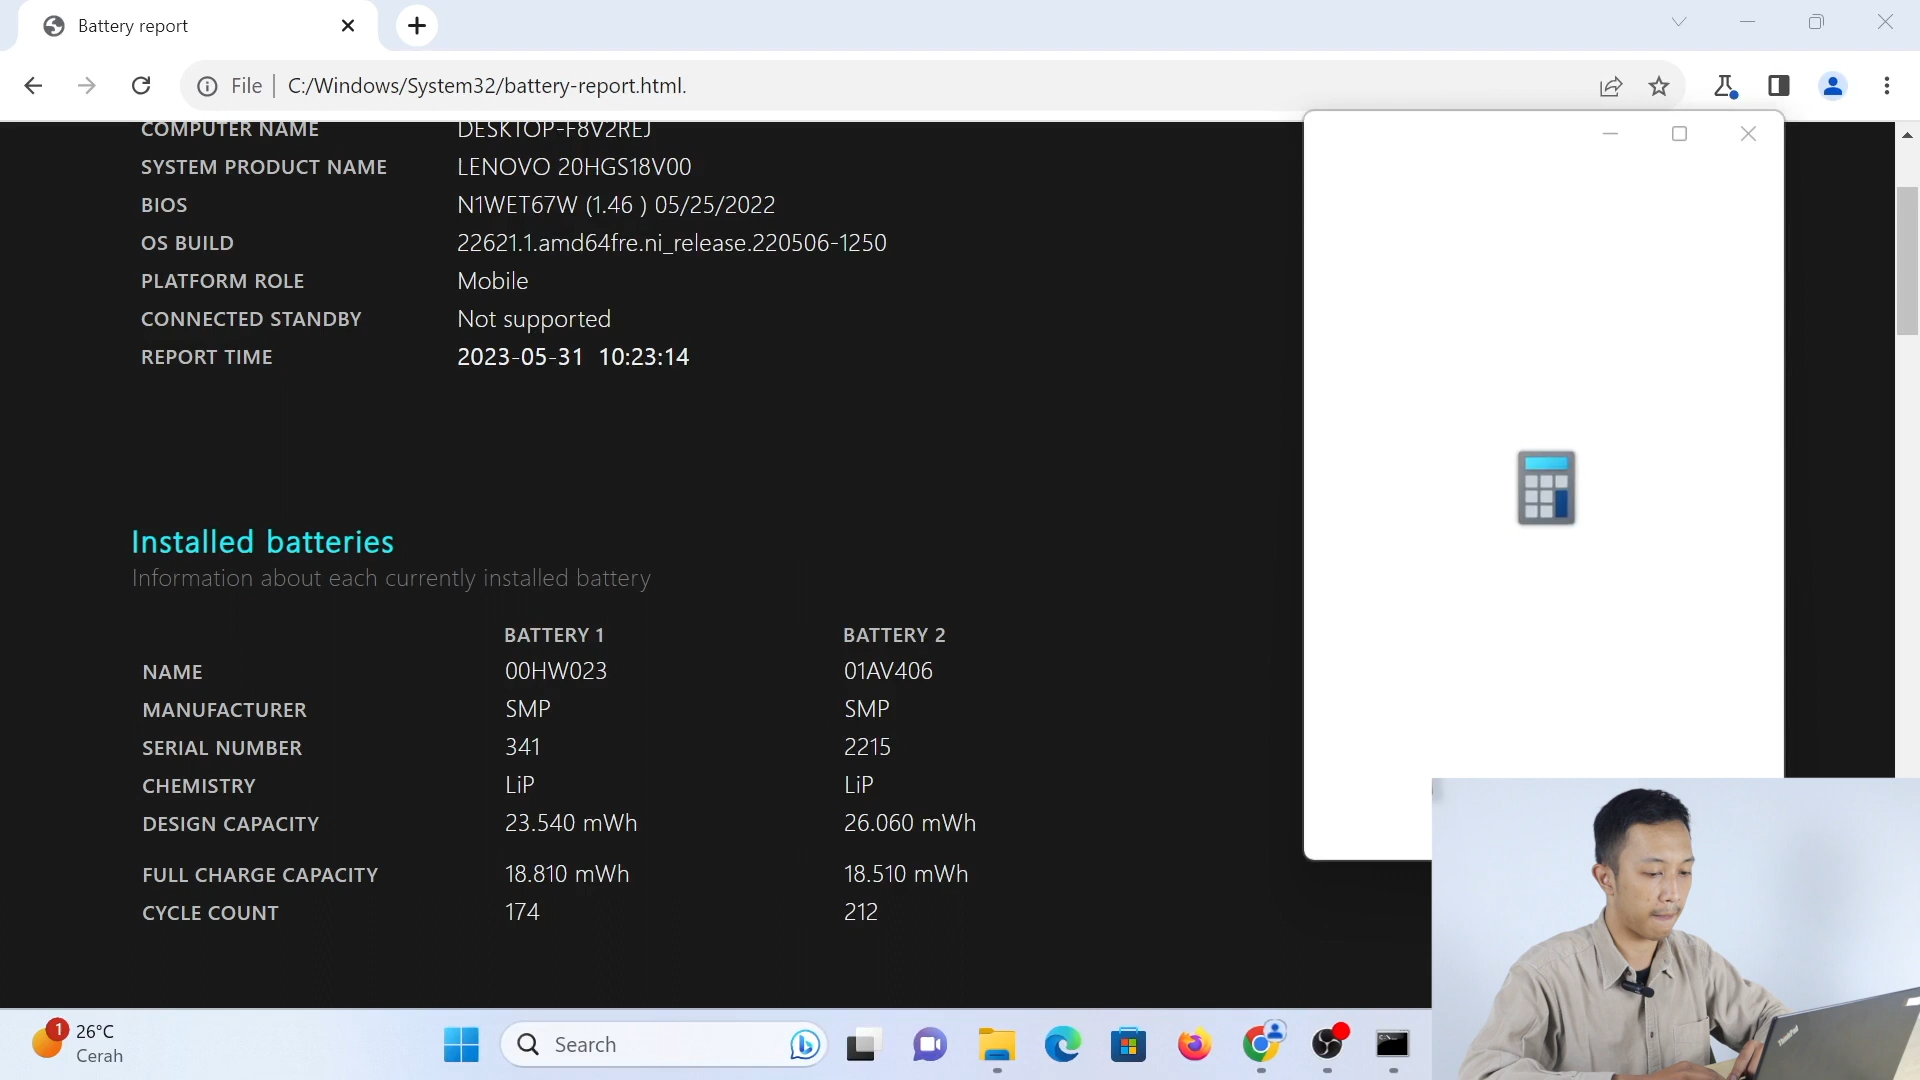 Battery report
File | C:/Windows/System32/battery-report.html.
COMPUTER NAME DESKTOP-F8V2REJ
SYSTEM PRODUCT NAME LENOVO 20HGS18V00
BIOS N1WET67W (1.46 ) 05/25/2022
OS BUILD 22621.1.amd64fre.ni_release.220506-1250
PLATFORM ROLE Mobile
CONNECTED STANDBY Not supported
REPORT TIME 2023-05-31 10:23:14
Installed batteries
Information about each currently installed battery
BATTERY 1 BATTERY 2
NAME 00HW023 01AV406
MANUFACTURER SMP SMP
SERIAL NUMBER 341 2215
CHEMISTRY LiP LiP
DESIGN CAPACITY 23.540 mWh 26.060 mWh
FULL CHARGE CAPACITY 18.810 mWh 18.510 mWh
CYCLE COUNT 174 212
1 26°C
Cerah
Search
ThinkPad